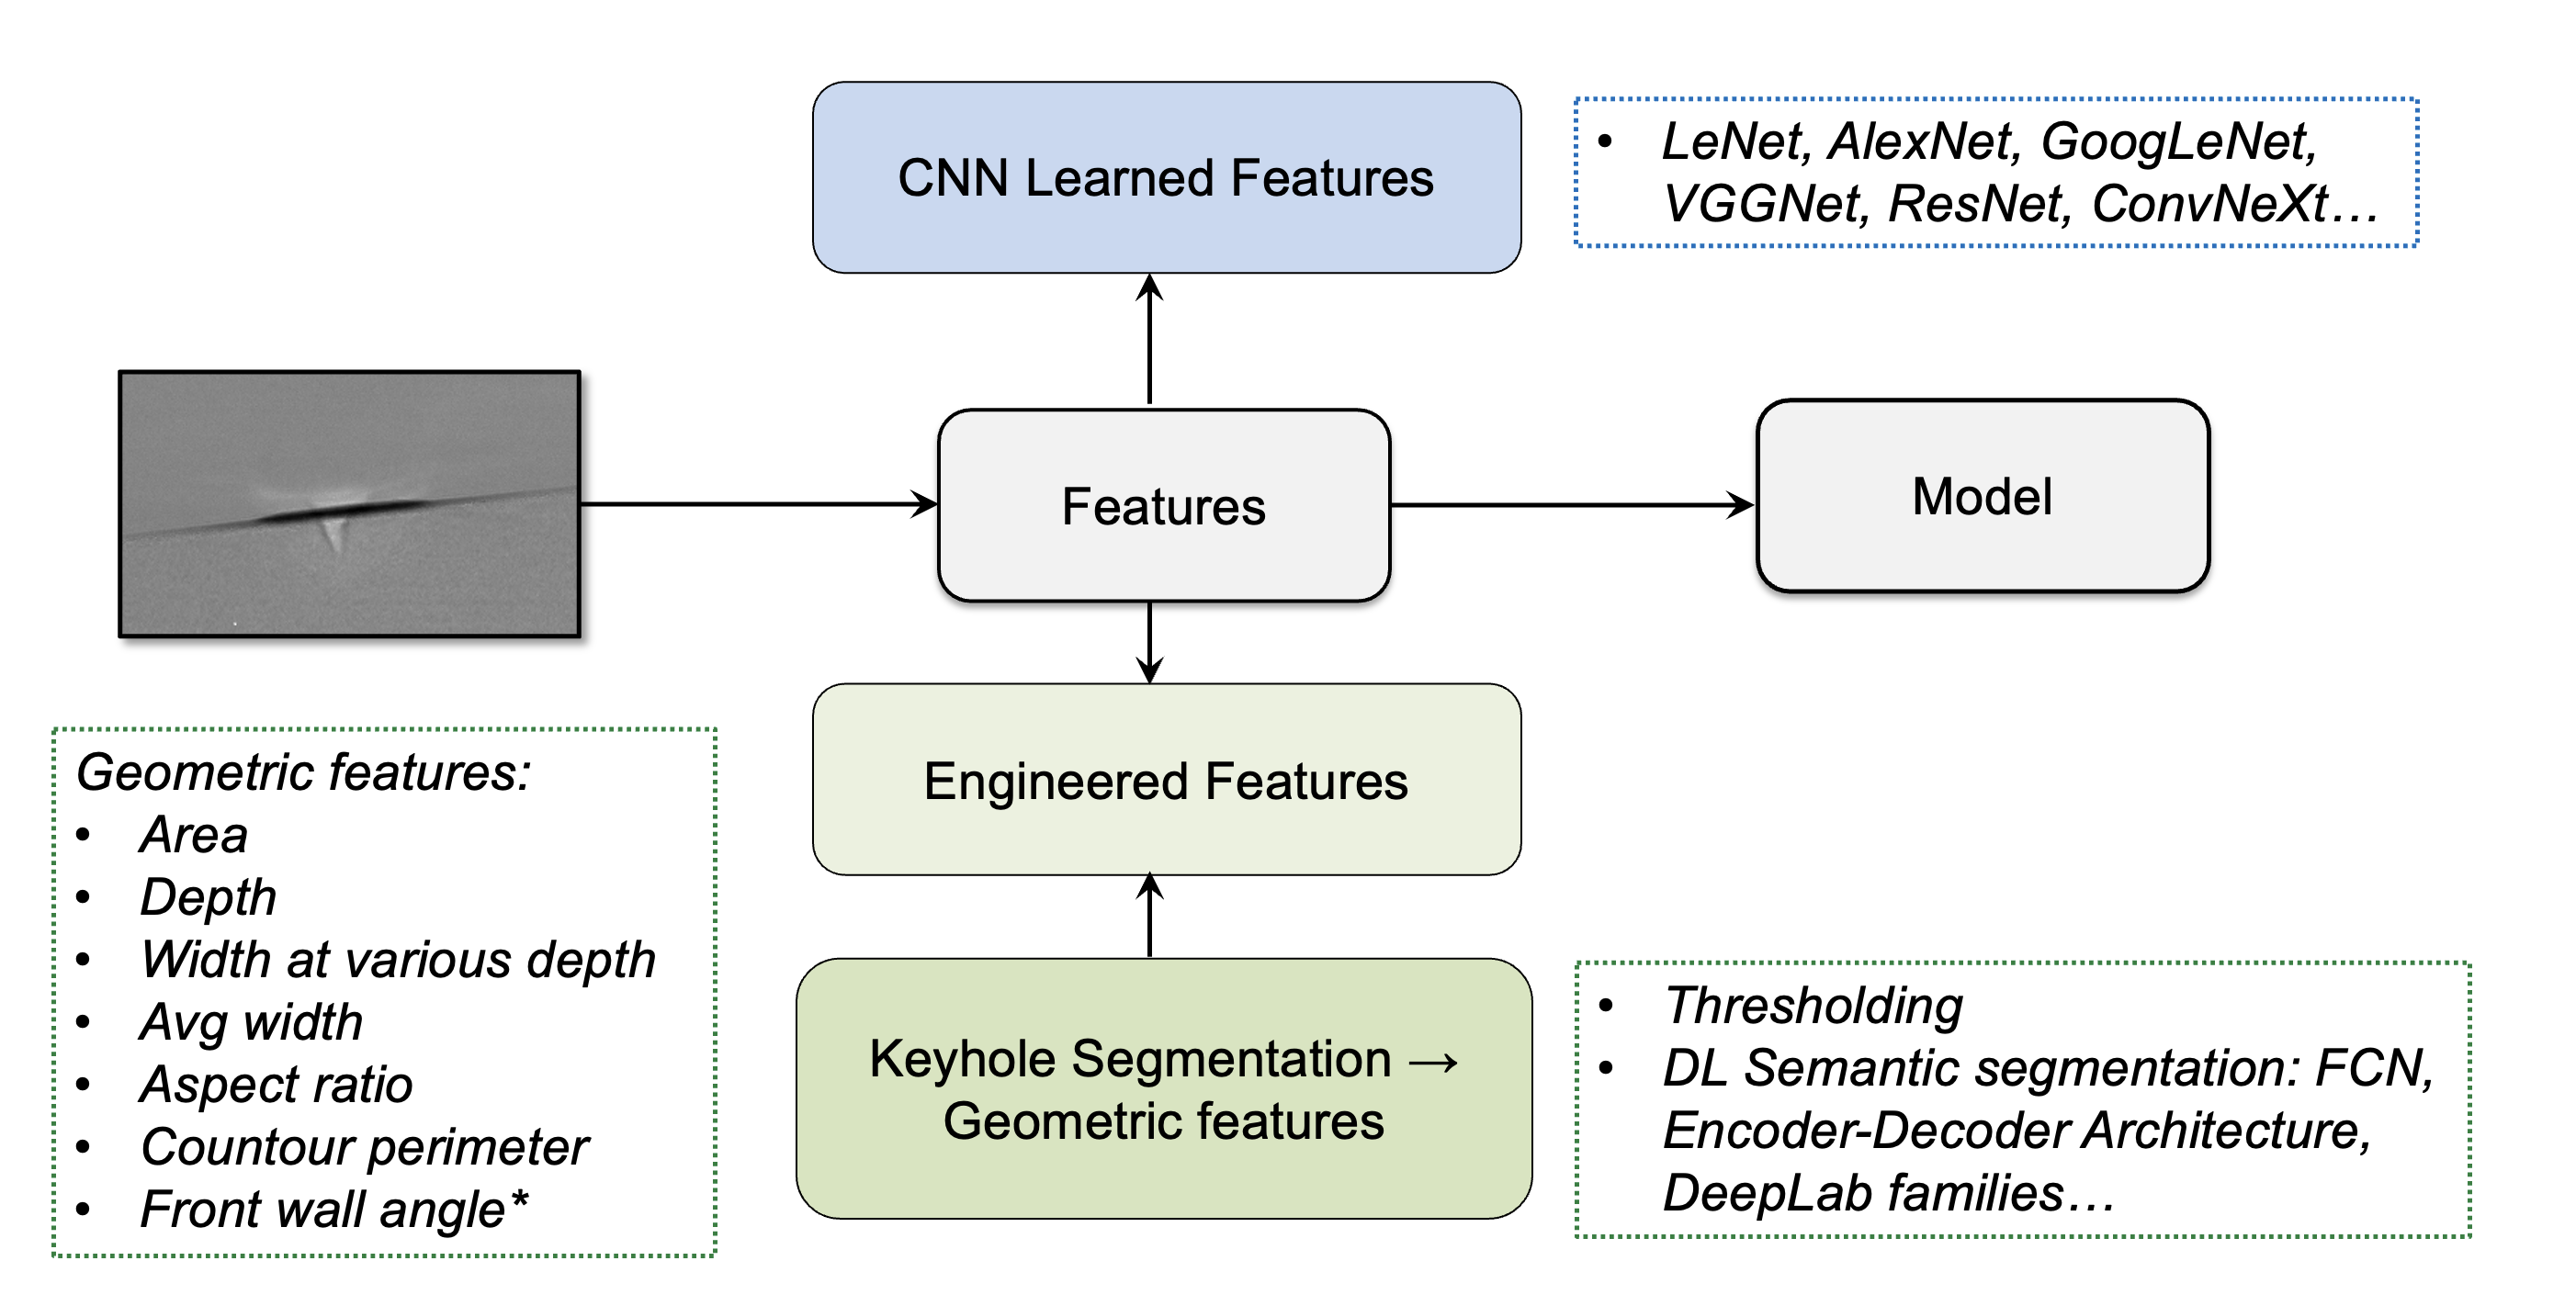 CNN Learned Features
• LeNet, AlexNet, GoogLeNet,
VGGNet, ResNet, ConvNeXt…
Features
Model
Engineered Features
Geometric features:
• Area
• Depth
• Width at various depth
• Avg width
• Aspect ratio
• Countour perimeter
• Front wall angle*
Keyhole Segmentation →
Geometric features
• Thresholding
• DL Semantic segmentation: FCN,
Encoder-Decoder Architecture,
DeepLab families…